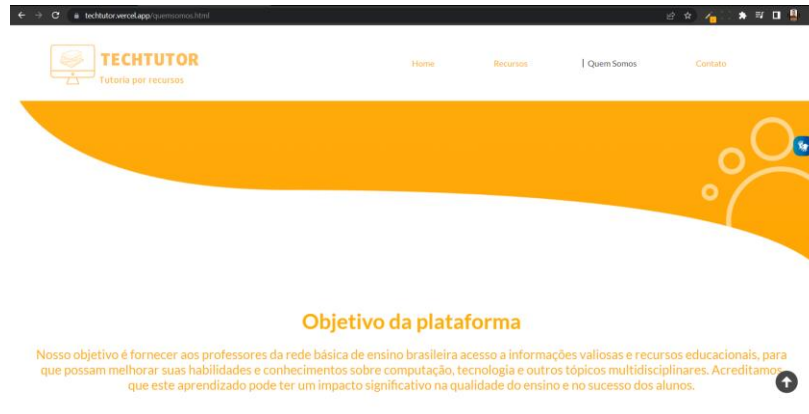 techtutor.vercel.app/quemsomos.html
TECHTUTOR
Tutoria por recursos
Home Recursos Quem Somos Contato
Objetivo da plataforma
Nosso objetivo é fornecer aos professores da rede básica de ensino brasileira acesso a informações valiosas e recursos educacionais, para
que possam melhorar suas habilidades e conhecimentos sobre computação, tecnologia e outros tópicos multidisciplinares. Acreditamos
que este aprendizado pode ter um impacto significativo na qualidade do ensino e no sucesso dos alunos.